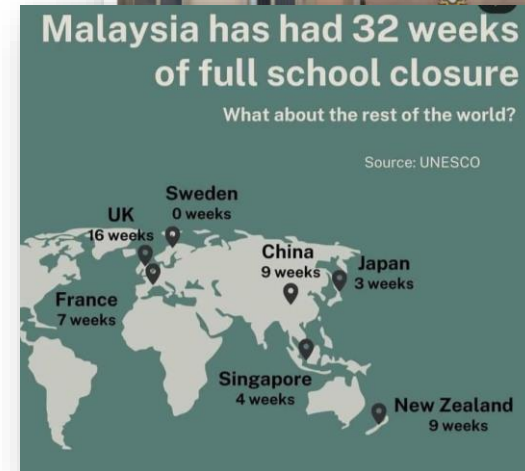 Malaysia has had 32 weeks
of full school closure
What about the rest of the world?
Source: UNESCO
Sweden
0 weeks
UK
16 weeks
China
9 weeks
Japan
3 weeks
France
7 weeks
Singapore
4 weeks
New Zealand
9 weeks